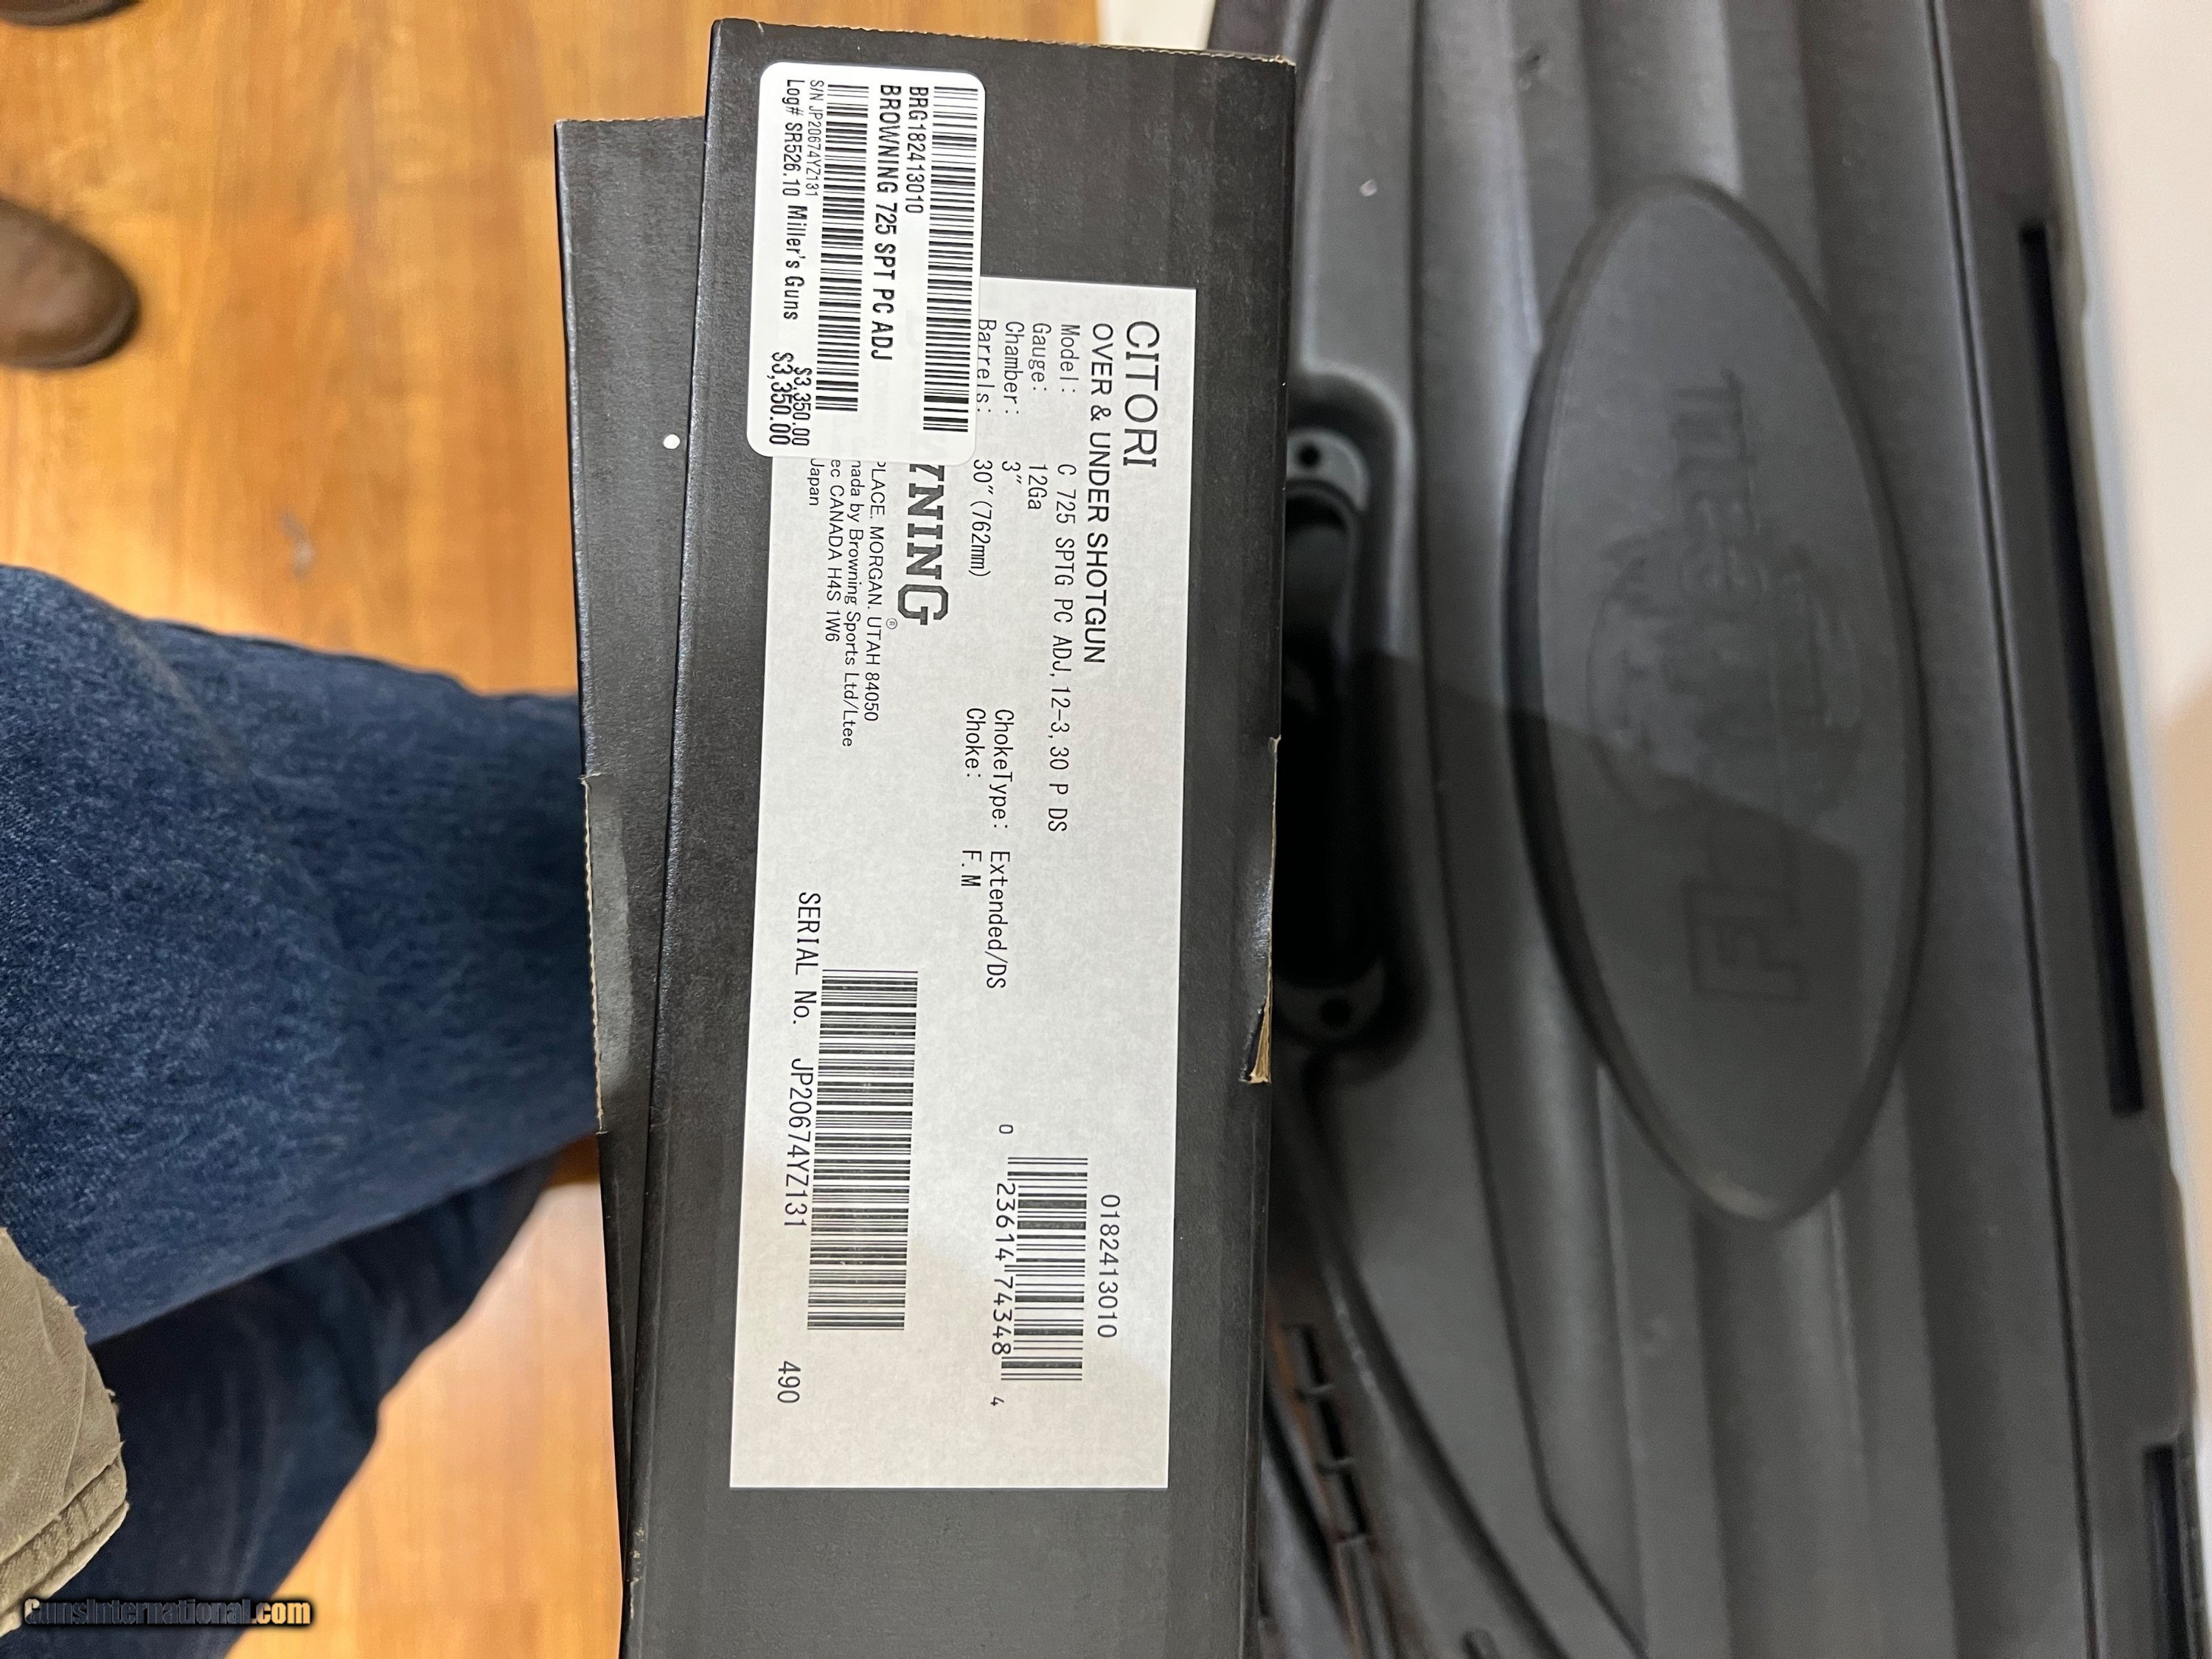 BRG182413010
BROWNING 725 SPT PC ADJ
$3,350.00
S/N JP20674YZ131
Log# SR526.10 Miller's Guns $3,350.00
CITORI
OVER & UNDER SHOTGUN
Model: C 725 SPTG PC ADJ, 12-3, 30 P DS
Gauge: 12Ga
Chamber: 3"
Barrels: 30" (762mm)
ChokeType: Extended/DS
Choke: F.M
0182413010
0 23614 74348 4
NING®
PLACE. MORGAN. UTAH 84050
nada by Browning Sports Ltd/Ltee
ec CANADA H4S 1W6
Japan
SERIAL No. JP20674YZ131
490
GunsInternational.com